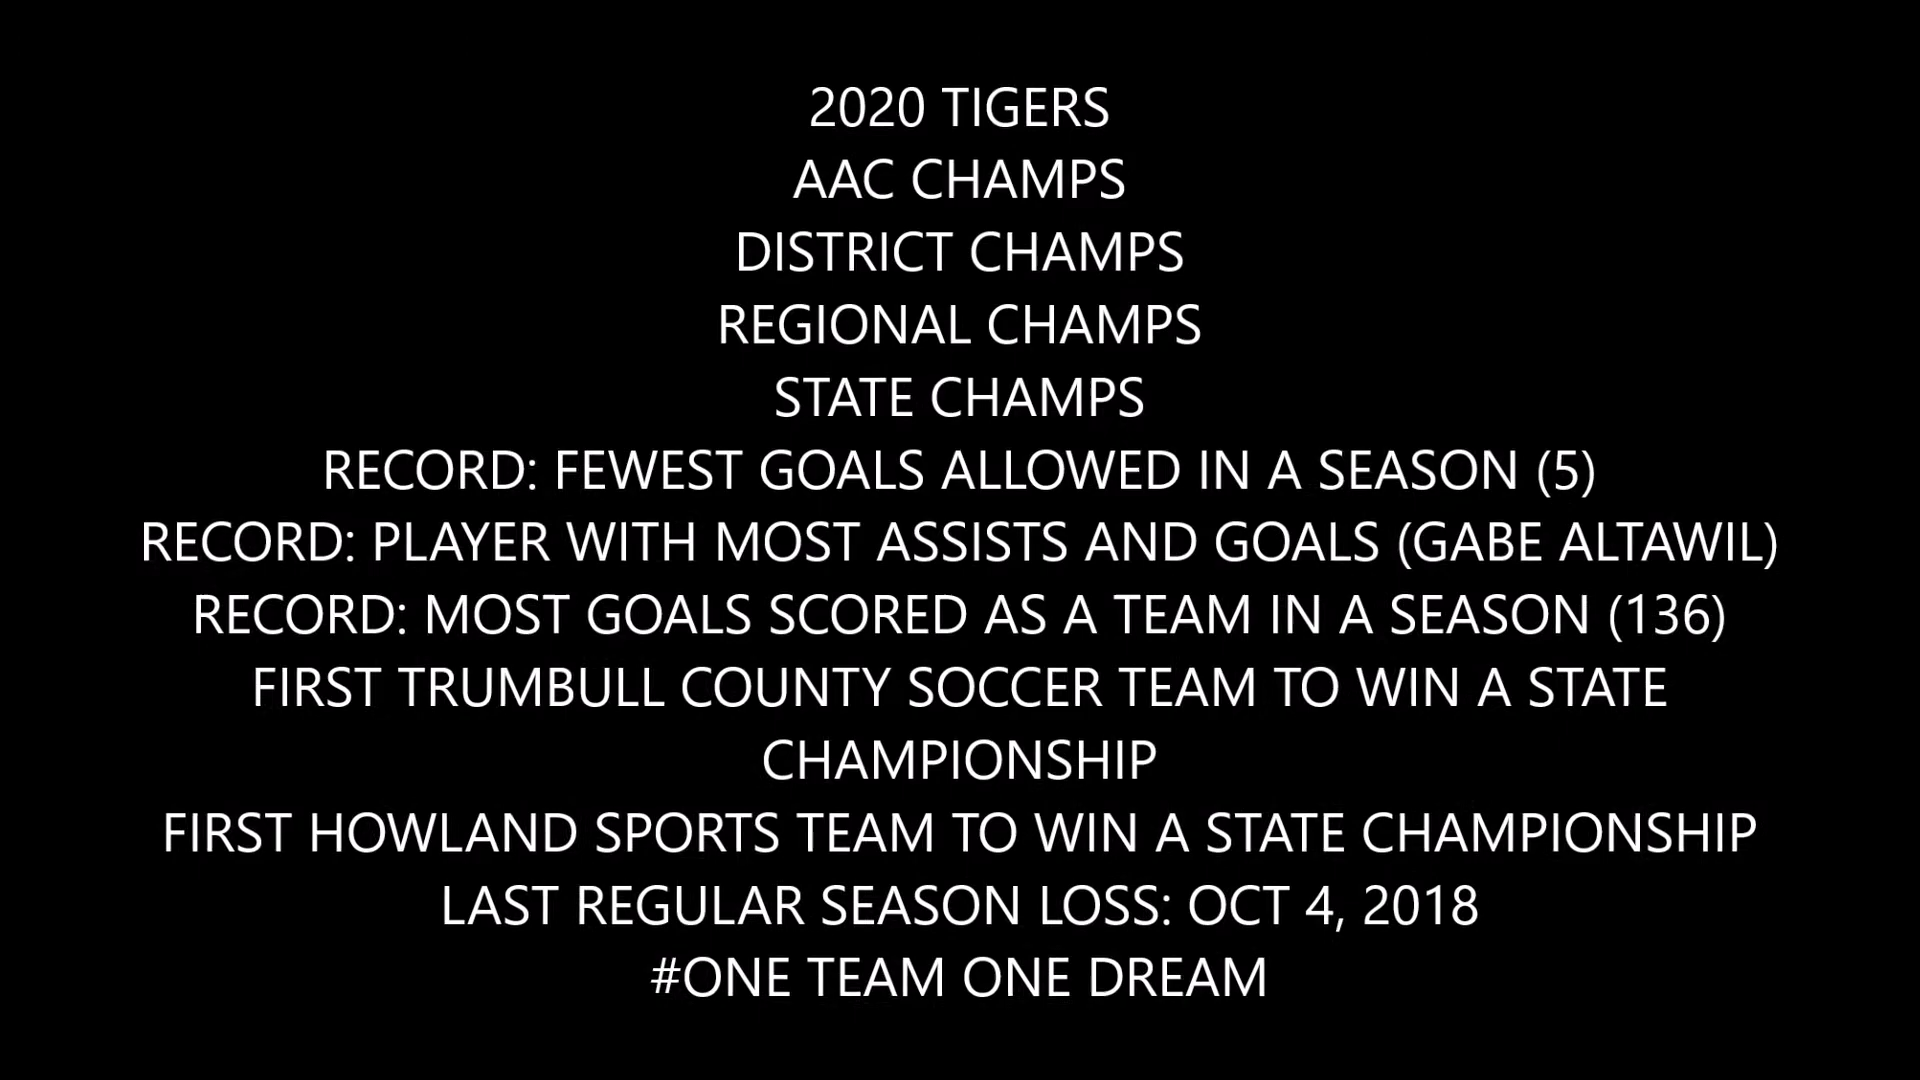 2020 TIGERS
AAC CHAMPS
DISTRICT CHAMPS
REGIONAL CHAMPS
STATE CHAMPS
RECORD: FEWEST GOALS ALLOWED IN A SEASON (5)
RECORD: PLAYER WITH MOST ASSISTS AND GOALS (GABE ALTAWIL)
RECORD: MOST GOALS SCORED AS A TEAM IN A SEASON (136)
FIRST TRUMBULL COUNTY SOCCER TEAM TO WIN A STATE
CHAMPIONSHIP
FIRST HOWLAND SPORTS TEAM TO WIN A STATE CHAMPIONSHIP
LAST REGULAR SEASON LOSS: OCT 4, 2018
#ONE TEAM ONE DREAM